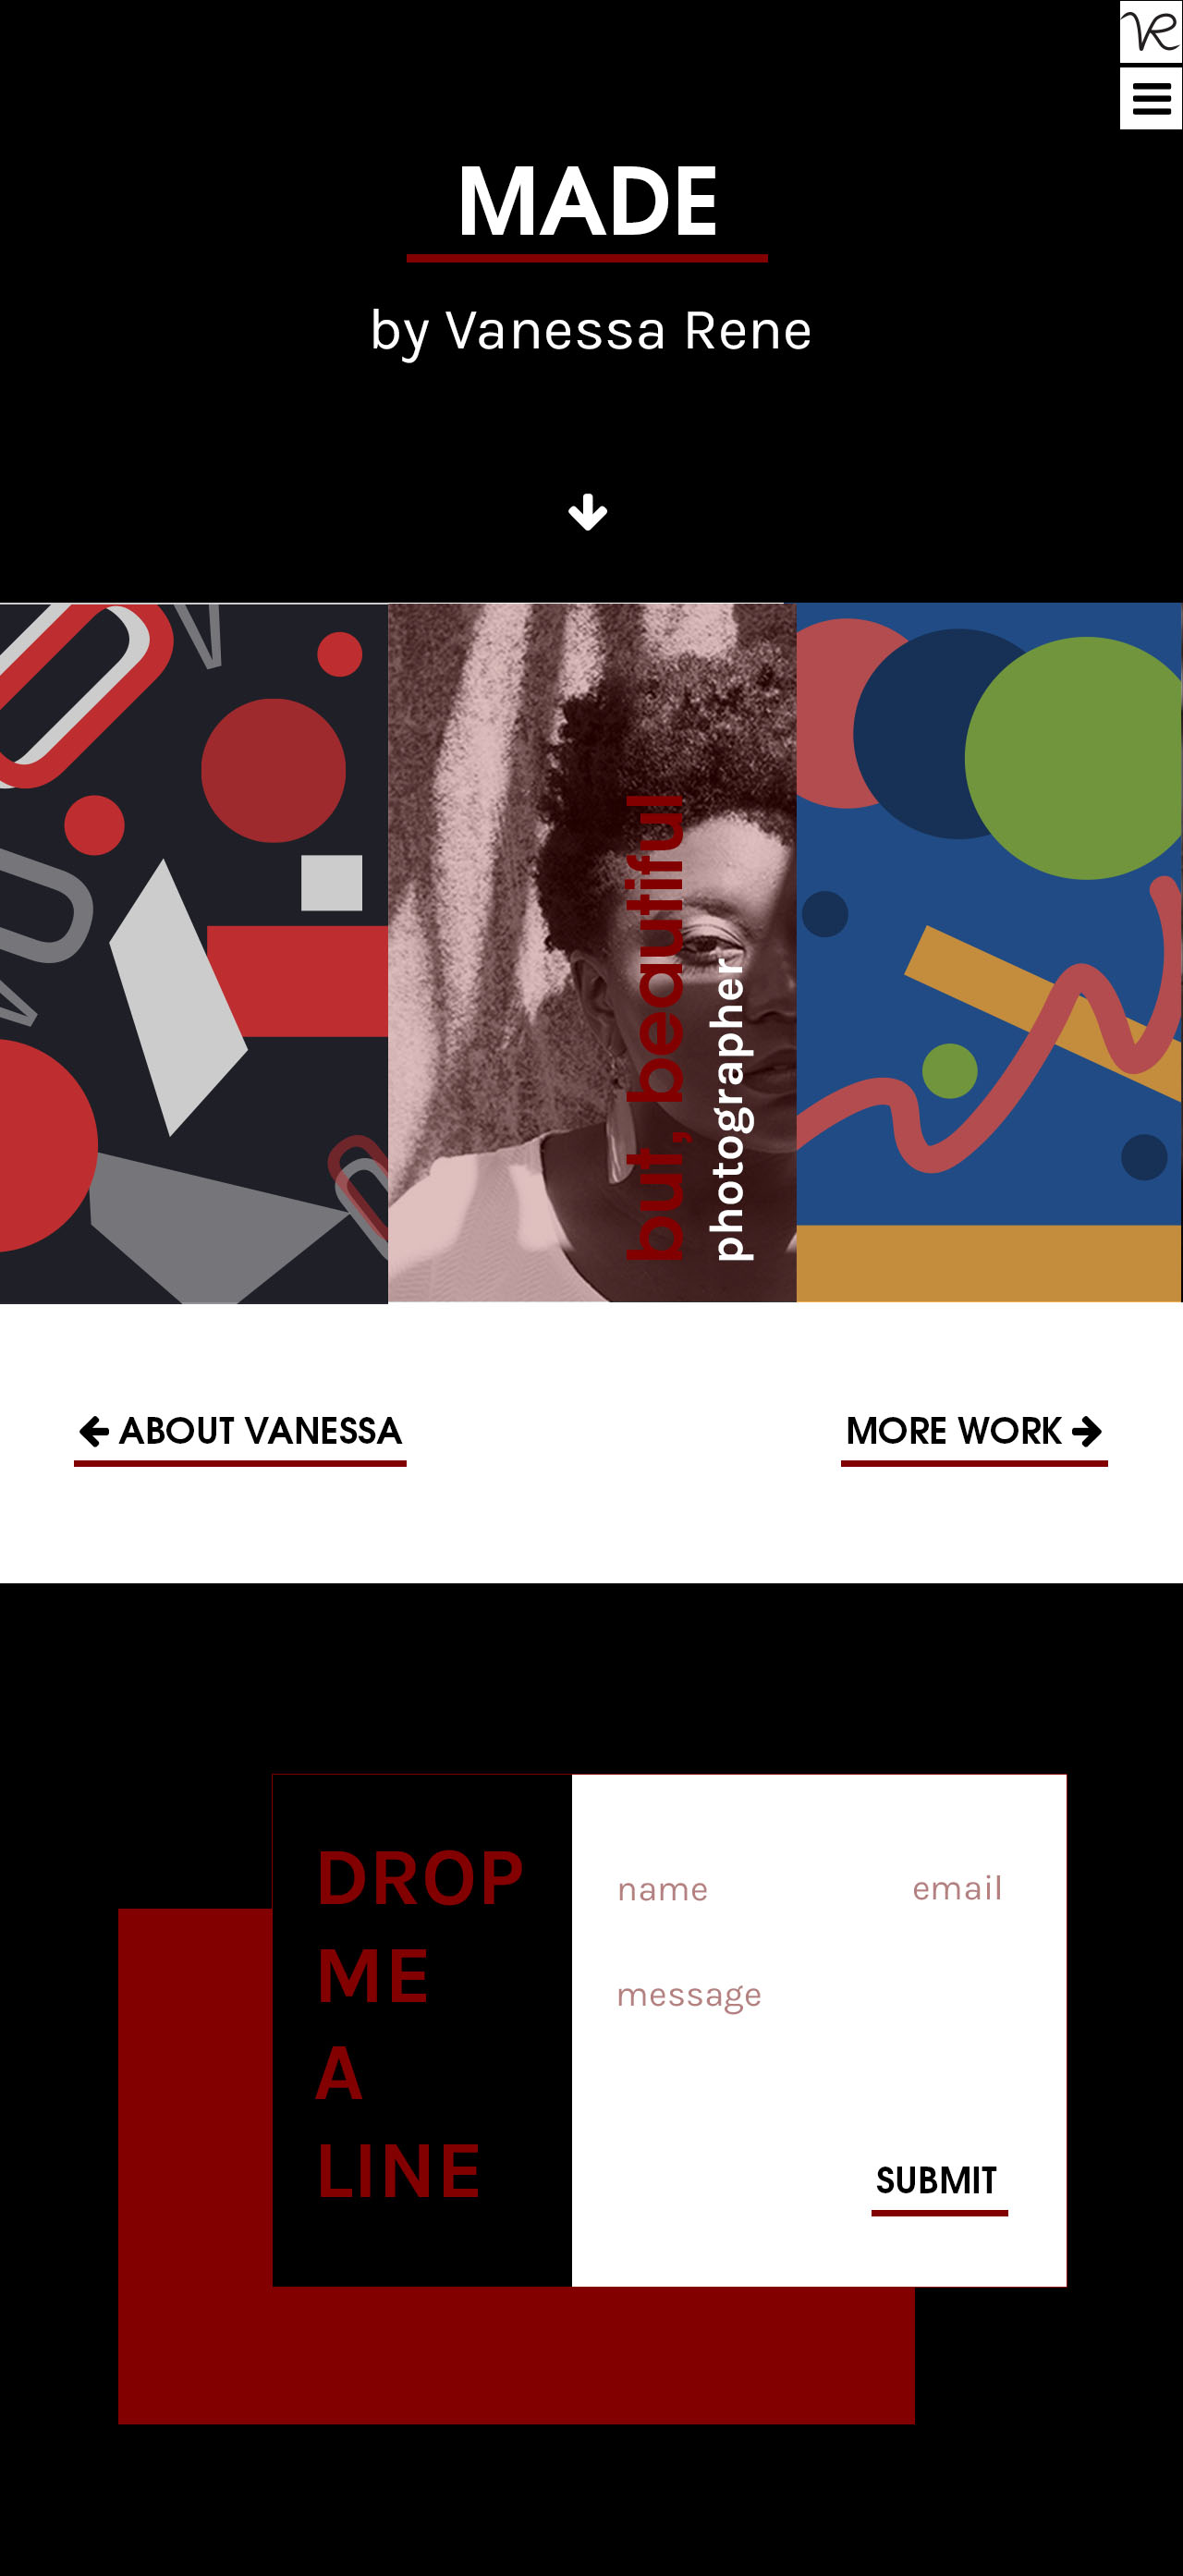 VR
MADE
by Vanessa Rene
but, beautiful
photographer
ABOUT VANESSA
MORE WORK
DROP
ME
A
LINE
name
email
message
SUBMIT